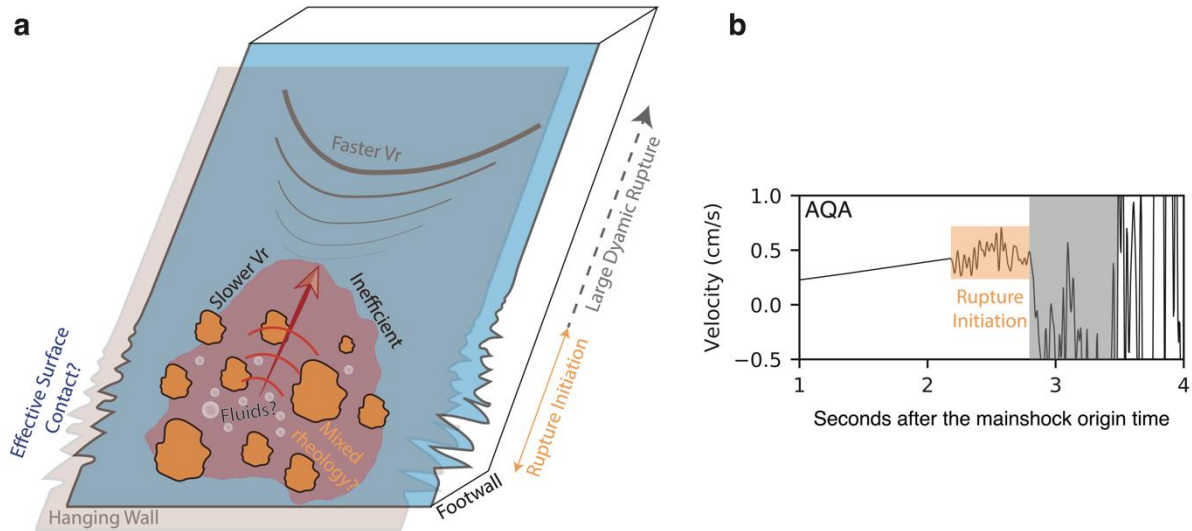 a
Faster Vr
Slower Vr
Inefficient
Large Dyamic Rupture
Rupture Initiation
Effective Surface
Contact?
Fluids?
Mixed
rheology?
Footwall
Hanging Wall
b
AQA
Rupture
Initiation
Velocity (cm/s)
1.0
0.5
0.0
−0.5
1
2
3
4
Seconds after the mainshock origin time